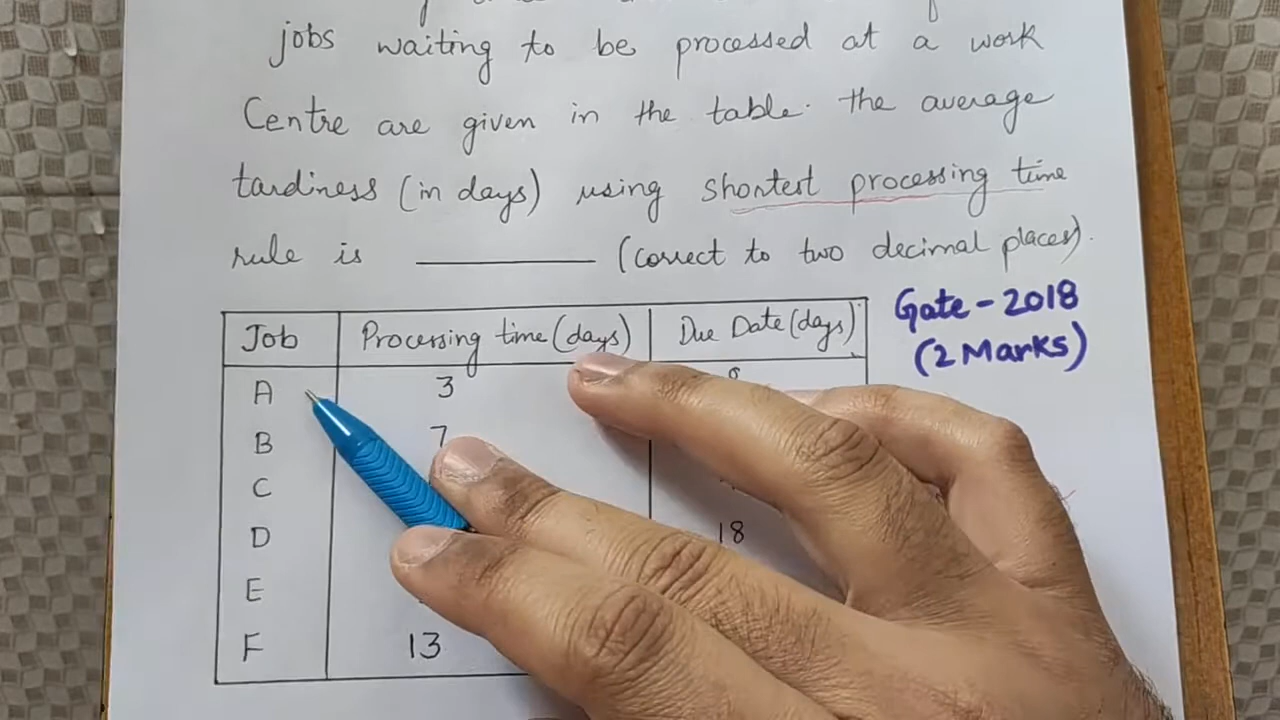 jobs waiting to be processed at a work
Centre are given in the table. the average
tardiness (in days) using shortest processing time
rule is __________ (correct to two decimal places).
Gate - 2018
(2 Marks)
Job Processing time (days) Due Date (days)
A 3
B 7
C
D 18
E
F 13